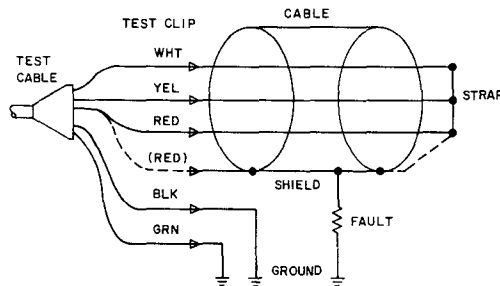 TEST CLIP
CABLE
WHT
TEST
CABLE
YEL
STRAP
RED
(RED)
SHIELD
BLK
FAULT
GRN
GROUND